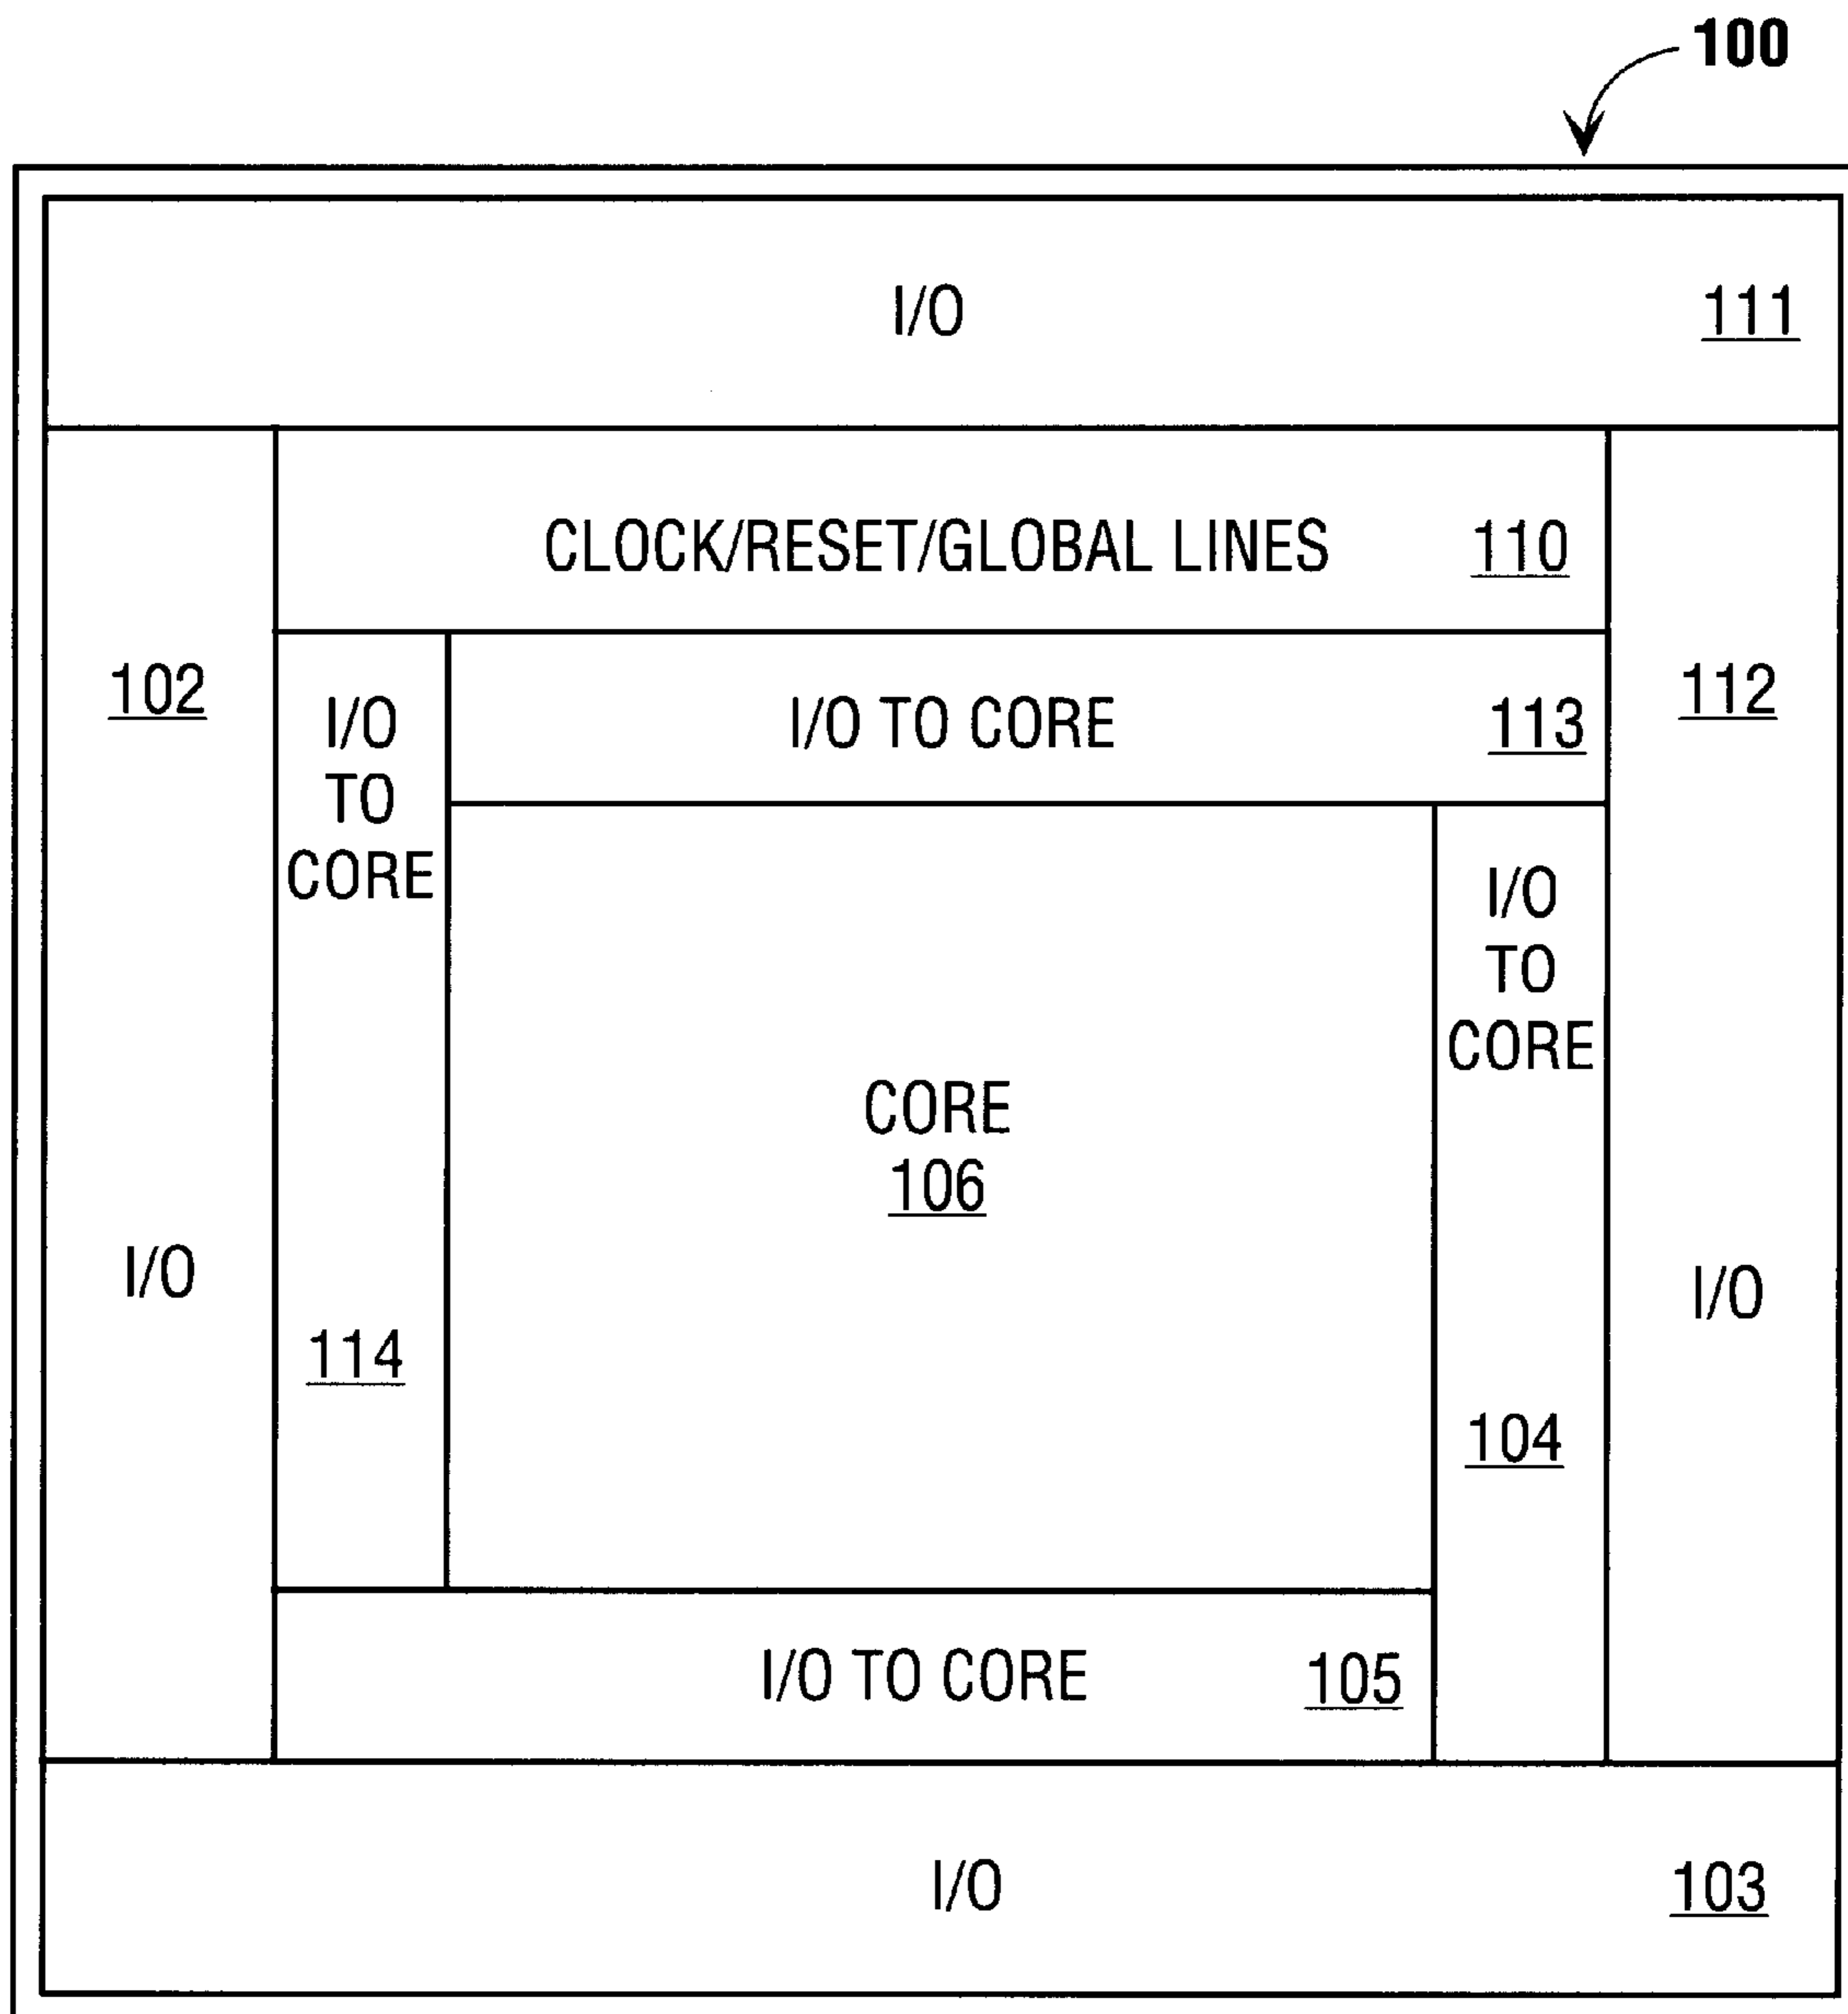 100
I/O 111
CLOCK/RESET/GLOBAL LINES 110
102
I/O
TO
CORE
I/O TO CORE 113
112
I/O
TO
CORE
CORE
106
I/O
114
104
I/O
I/O TO CORE 105
I/O 103